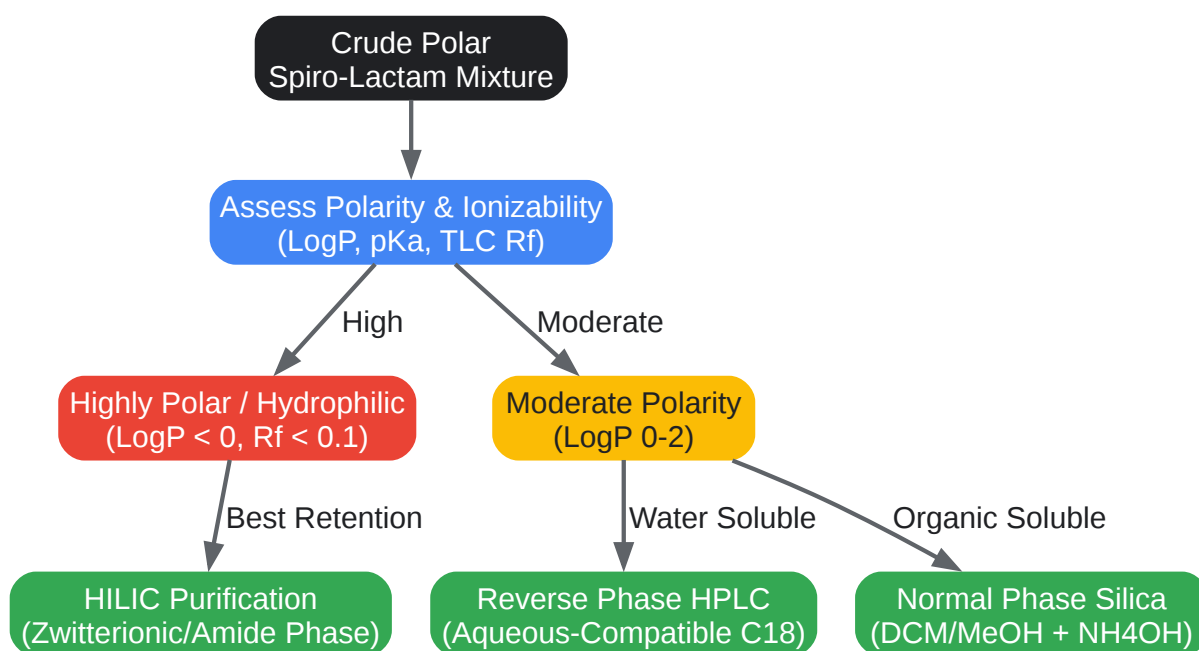 Crude Polar
Spiro-Lactam Mixture
Assess Polarity & Ionizability
(LogP, pKa, TLC Rf)
High
Moderate
Highly Polar / Hydrophilic
(LogP < 0, Rf < 0.1)
Moderate Polarity
(LogP 0-2)
Best Retention
Water Soluble
Organic Soluble
HILIC Purification
(Zwitterionic/Amide Phase)
Reverse Phase HPLC
(Aqueous-Compatible C18)
Normal Phase Silica
(DCM/MeOH + NH4OH)